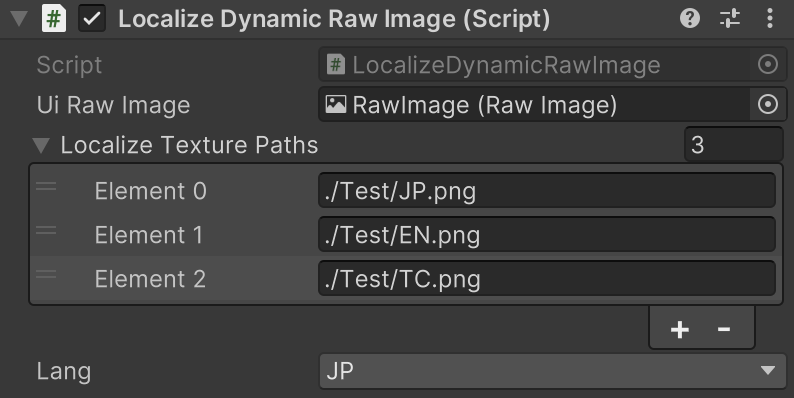 Localize Dynamic Raw Image (Script)
Script LocalizeDynamicRawImage
Ui Raw Image RawImage (Raw Image)
Localize Texture Paths 3
Element 0 ./Test/JP.png
Element 1 ./Test/EN.png
Element 2 ./Test/TC.png
+ -
Lang JP